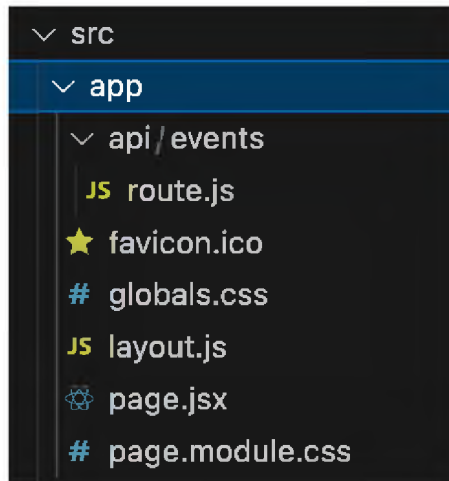 src
app
api/events
JS route.js
favicon.ico
# globals.css
JS layout.js
page.jsx
# page.module.css